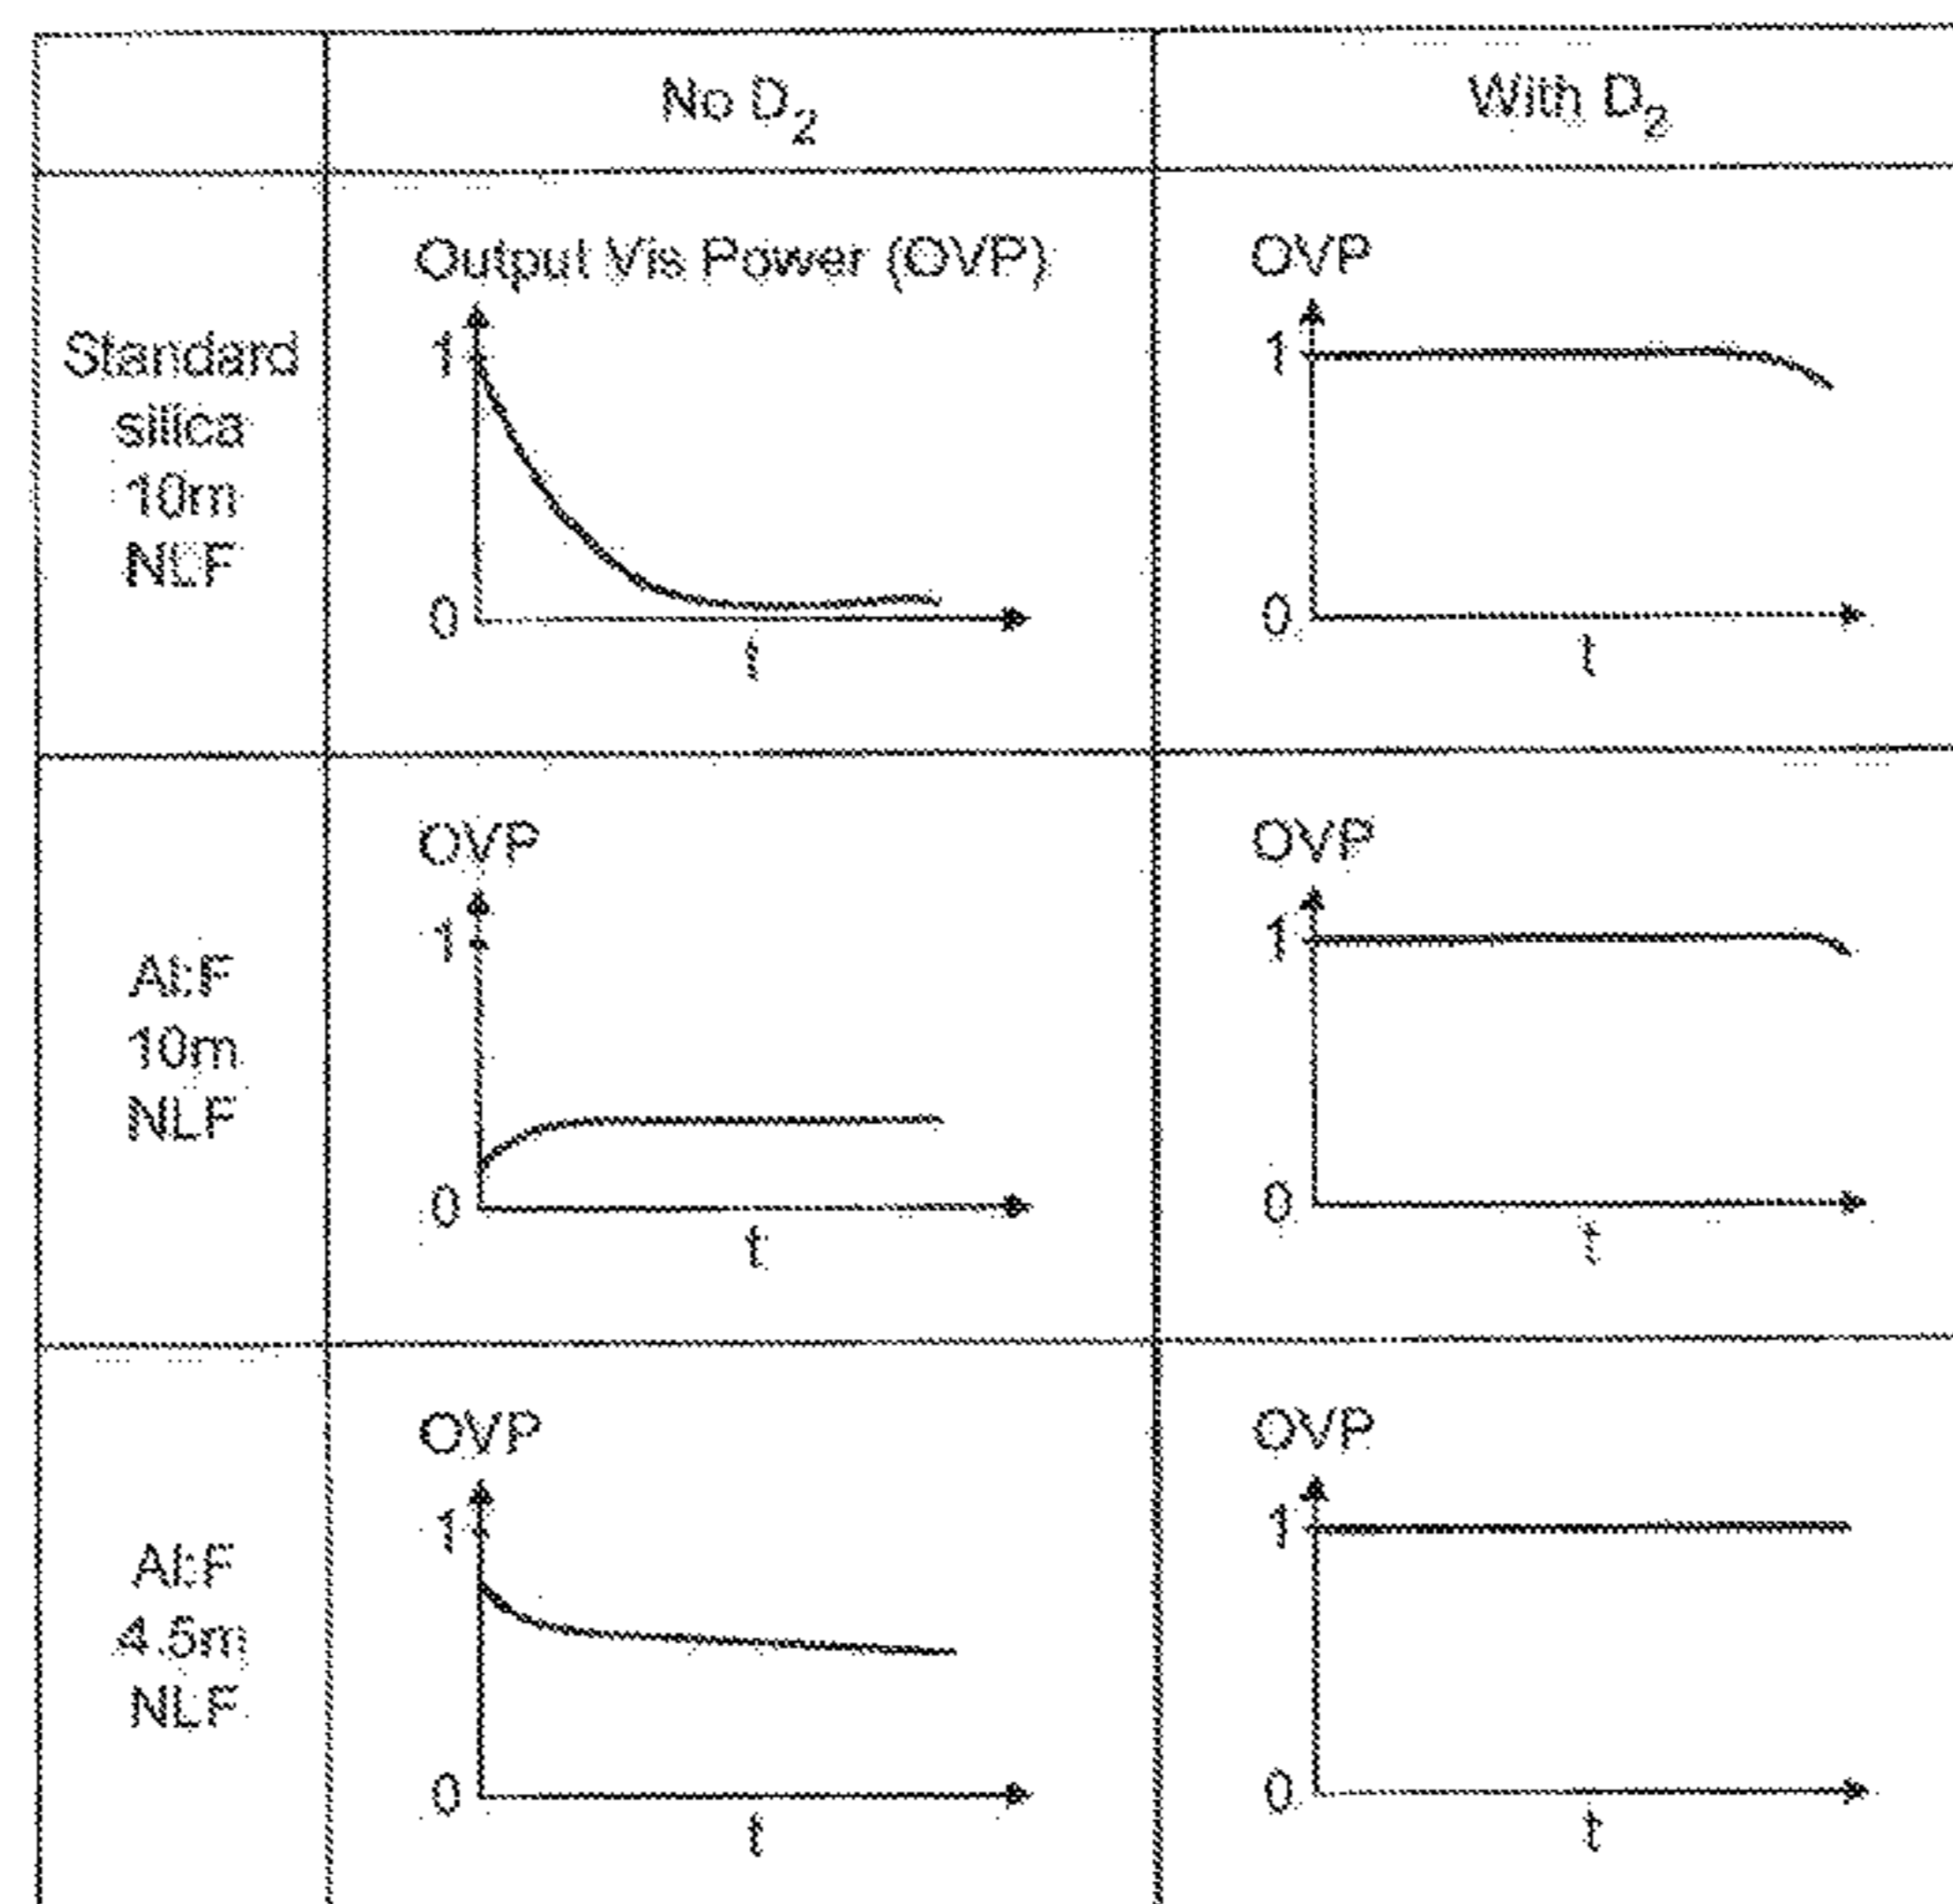 No D2
With D2
Standard
silica
10m
NLF
Output Vis Power (OVP)
1
0
t
OVP
1
0
t
Al:F
10m
NLF
OVP
1
0
t
OVP
1
0
t
Al:F
4.5m
NLF
OVP
1
0
t
OVP
1
0
t